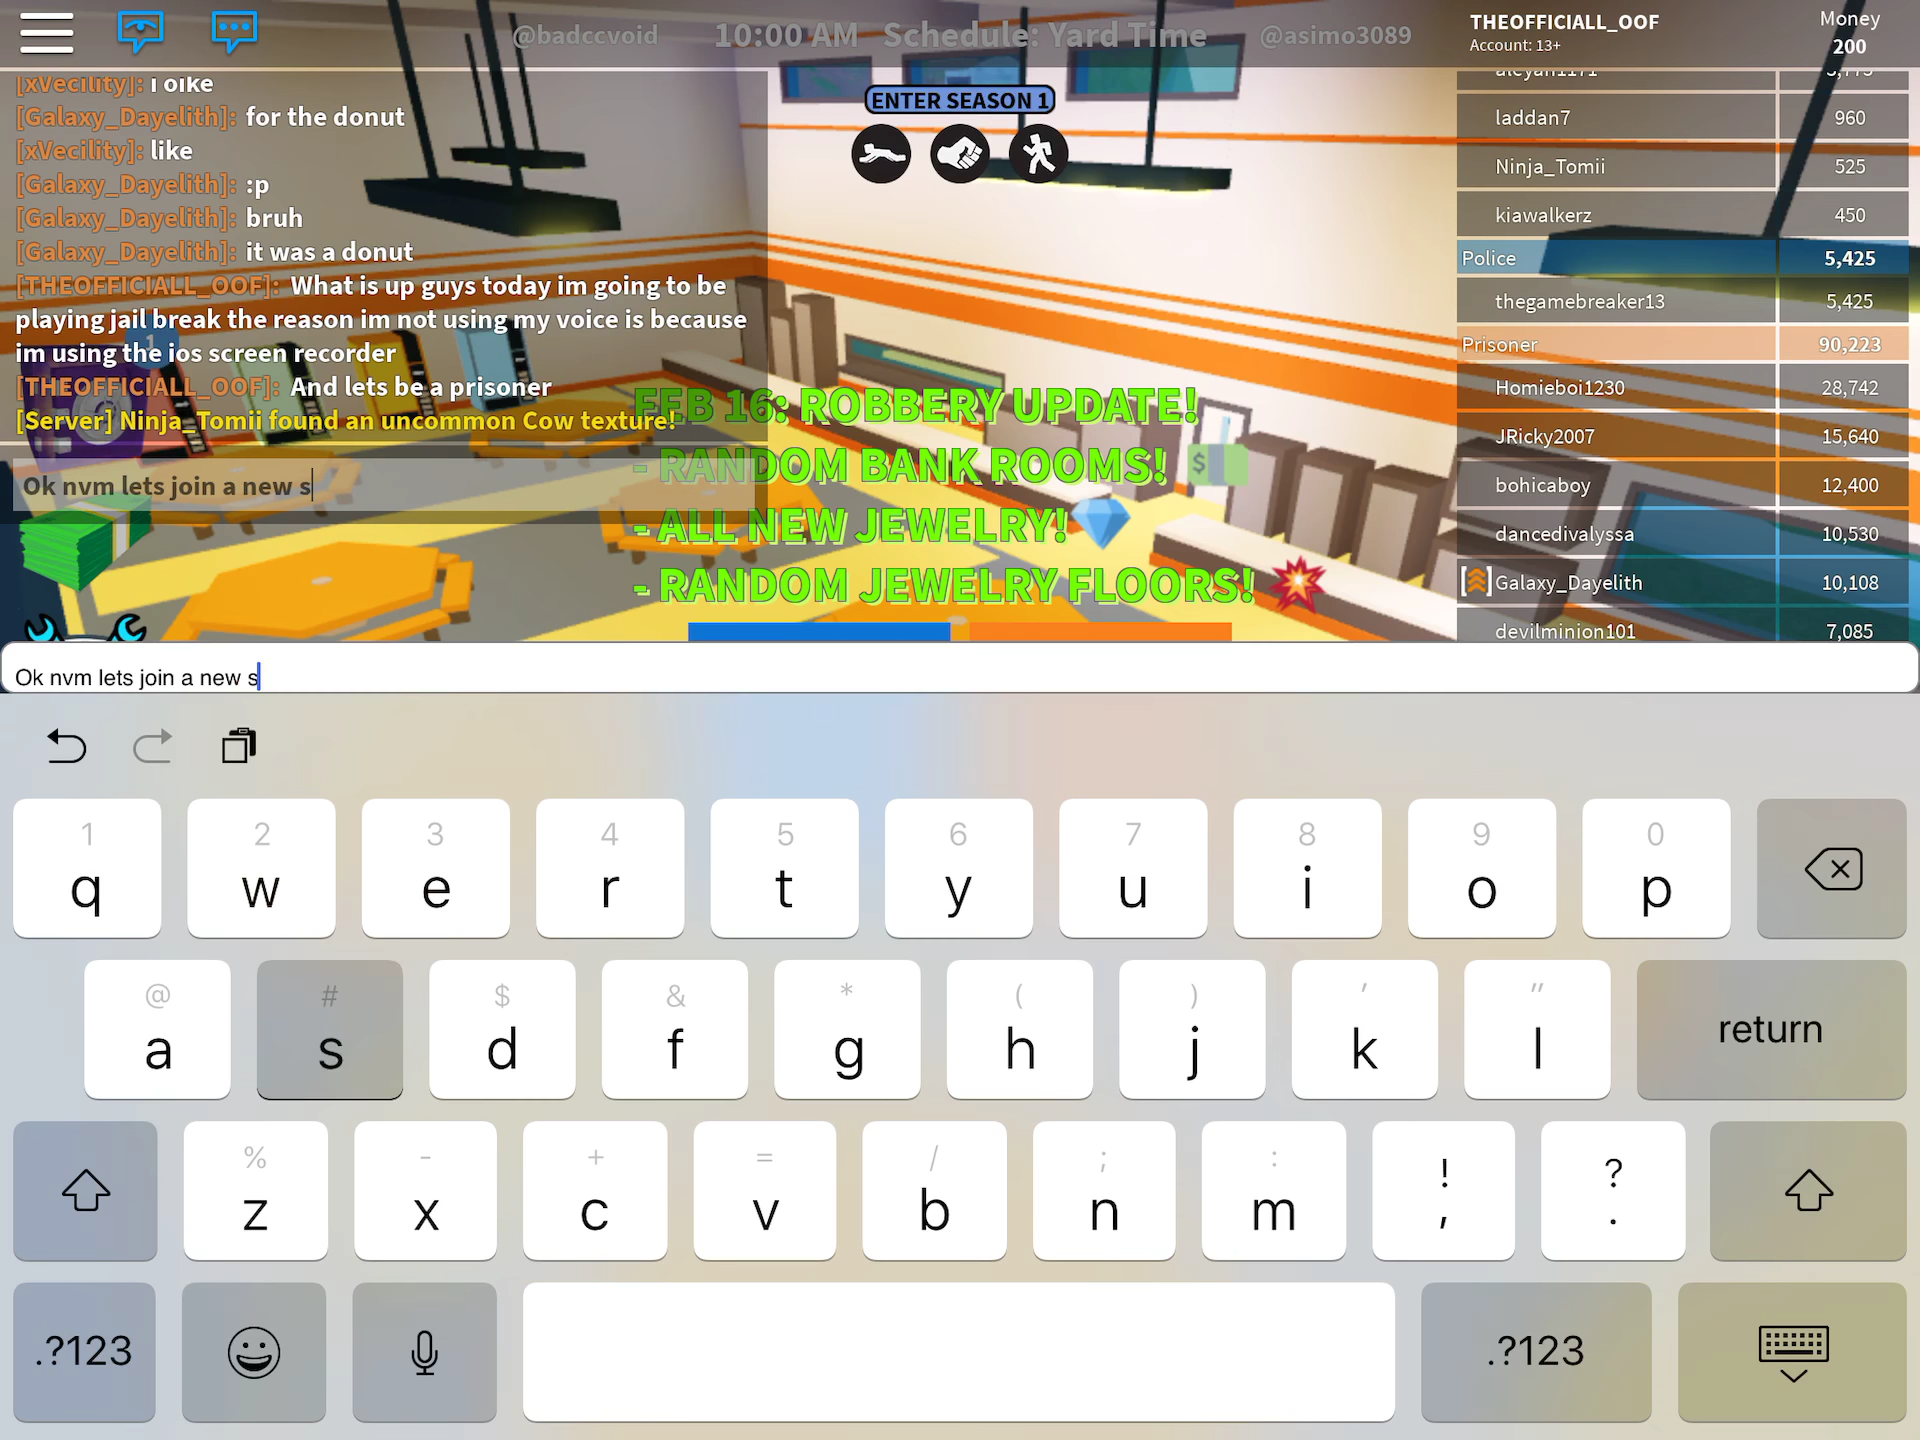 @badccvoid 10:00 AM Schedule: Yard Time @asimo3089
THEOFFICIALL_OOF Money
Account: 13+ 200
[xVecility]: I oike
[Galaxy_Dayelith]: for the donut
[xVecility]: like
[Galaxy_Dayelith]: :p
[Galaxy_Dayelith]: bruh
[Galaxy_Dayelith]: it was a donut
[THEOFFICIALL_OOF]: What is up guys today im going to be
playing jail break the reason im not using my voice is because
im using the ios screen recorder
[THEOFFICIALL_OOF]: And lets be a prisoner
[Server] Ninja_Tomii found an uncommon Cow texture!
Ok nvm lets join a new s
1
ENTER SEASON 1
FEB 16: ROBBERY UPDATE!
- RANDOM BANK ROOMS!
- ALL NEW JEWELRY!
- RANDOM JEWELRY FLOORS!
laddan7 960
Ninja_Tomii 525
kiawalkerz 450
Police 5,425
thegamebreaker13 5,425
Prisoner 90,223
Homieboi1230 28,742
JRicky2007 15,640
bohicaboy 12,400
dancedivalyssa 10,530
Galaxy_Dayelith 10,108
devilminion101 7,085
Ok nvm lets join a new s
1 2 3 4 5 6 7 8 9 0
q w e r t y u i o p
@ # $ & * ( ) ' "
a s d f g h j k l return
% - + = / ; : ! ?
z x c v b n m , .
.?123 .?123